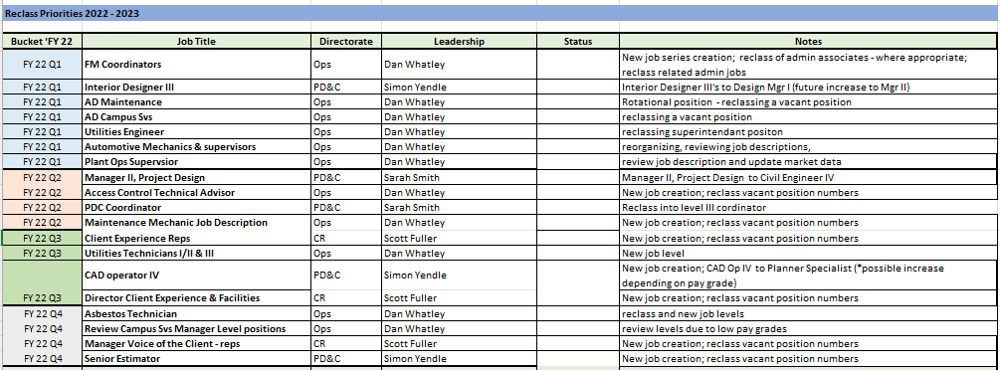 Reclass Priorities 2022 - 2023
Bucket 'FY 22 Job Title Directorate Leadership Status Notes
FY 22 Q1 FM Coordinators Ops Dan Whatley New job series creation; reclass of admin associates - where appropriate;
reclass related admin jobs
FY 22 Q1 Interior Designer III PD&C Simon Yendle Interior Designer III's to Design Mgr I (future increase to Mgr II)
FY 22 Q1 AD Maintenance Ops Dan Whatley Rotational position - reclassing a vacant position
FY 22 Q1 AD Campus Svs Ops Dan Whatley reclassing a vacant position
FY 22 Q1 Utilities Engineer Ops Dan Whatley reclassing superintendant positon
FY 22 Q1 Automotive Mechanics & supervisors Ops Dan Whatley reorganizing, reviewing job descriptions,
FY 22 Q1 Plant Ops Supervsior Ops Dan Whatley review job description and update market data
FY 22 Q2 Manager II, Project Design PD&C Sarah Smith Manager II, Project Design to Civil Engineer IV
FY 22 Q2 Access Control Technical Advisor Ops Dan Whatley New job creation; reclass vacant position numbers
FY 22 Q2 PDC Coordinator PD&C Sarah Smith Reclass into level III cordinator
FY 22 Q2 Maintenance Mechanic Job Description Ops Dan Whatley New job creation; reclass vacant position numbers
FY 22 Q3 Client Experience Reps CR Scott Fuller New job creation; reclass vacant position numbers
FY 22 Q3 Utilities Technicians I/II & III Ops Dan Whatley New job level
CAD operator IV PD&C Simon Yendle New job creation; CAD Op IV to Planner Specialist (*possible increase
depending on pay grade)
FY 22 Q3 Director Client Experience & Facilities CR Scott Fuller New job creation; reclass vacant position numbers
FY 22 Q4 Asbestos Technician Ops Dan Whatley reclass and new job levels
FY 22 Q4 Review Campus Svs Manager Level positions Ops Dan Whatley review levels due to low pay grades
FY 22 Q4 Manager Voice of the Client - reps CR Scott Fuller New job creation; reclass vacant position numbers
FY 22 Q4 Senior Estimator PD&C Simon Yendle New job creation; reclass vacant position numbers